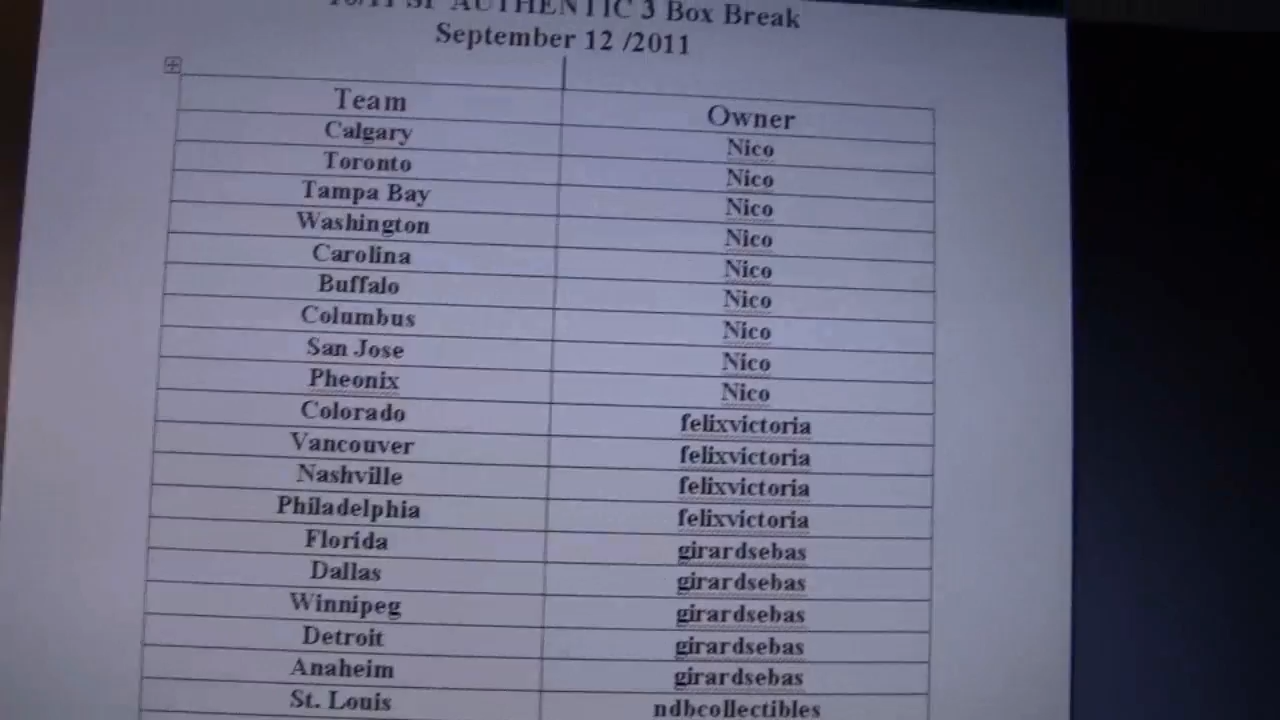 AUTHENTIC 3 Box Break
September 12 /2011
Team Owner
Calgary Nico
Toronto Nico
Tampa Bay Nico
Washington Nico
Carolina Nico
Buffalo Nico
Columbus Nico
San Jose Nico
Pheonix Nico
Colorado felixvictoria
Vancouver felixvictoria
Nashville felixvictoria
Philadelphia felixvictoria
Florida girardsebas
Dallas girardsebas
Winnipeg girardsebas
Detroit girardsebas
Anaheim girardsebas
St. Louis ndbcollectibles